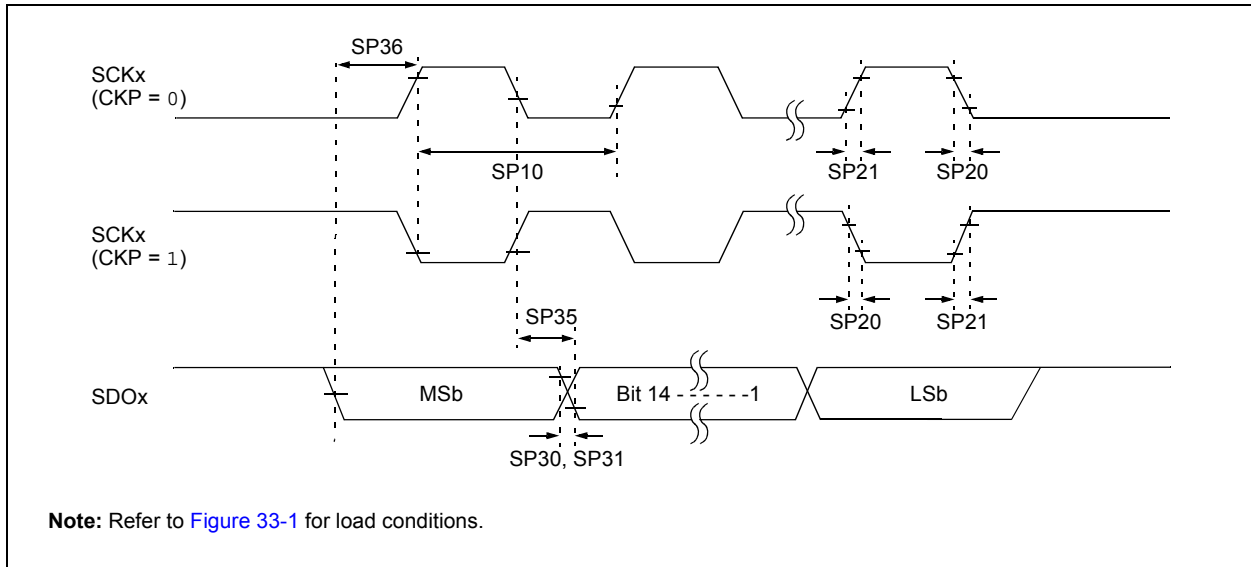 SP36
SCKx
(CKP = 0)
SP10
SP21
SP20
SCKx
(CKP = 1)
SP35
SP20
SP21
SDOx
MSb
Bit 14 - - - - - -1
LSb
SP30, SP31
Note: Refer to Figure 33-1 for load conditions.